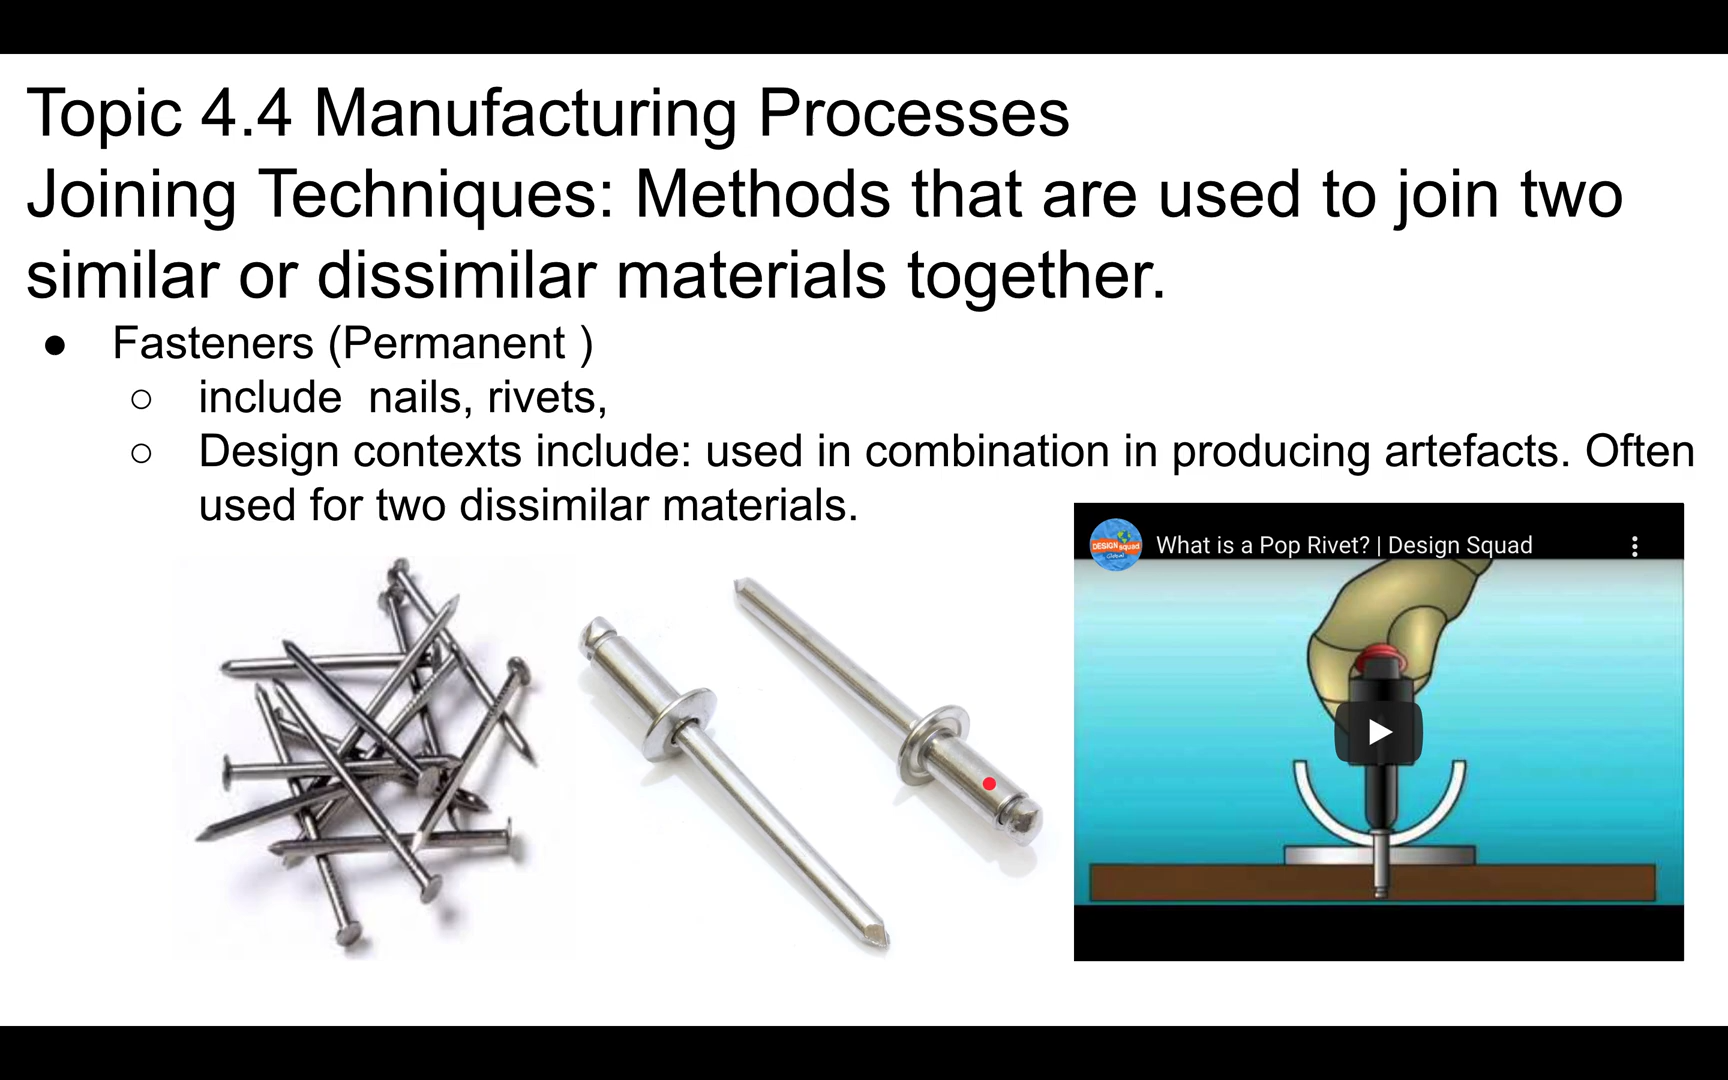 Topic 4.4 Manufacturing Processes
Joining Techniques: Methods that are used to join two
similar or dissimilar materials together.
● Fasteners (Permanent )
○ include  nails, rivets,
○ Design contexts include: used in combination in producing artefacts. Often
used for two dissimilar materials.
DESIGN squad
What is a Pop Rivet? | Design Squad